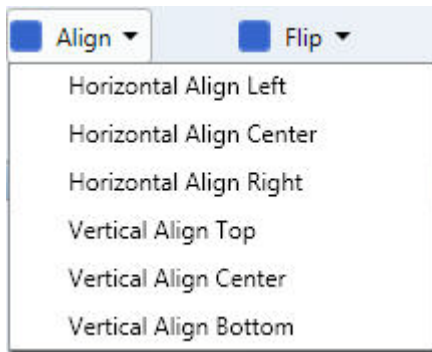 Align Flip
Horizontal Align Left
Horizontal Align Center
Horizontal Align Right
Vertical Align Top
Vertical Align Center
Vertical Align Bottom